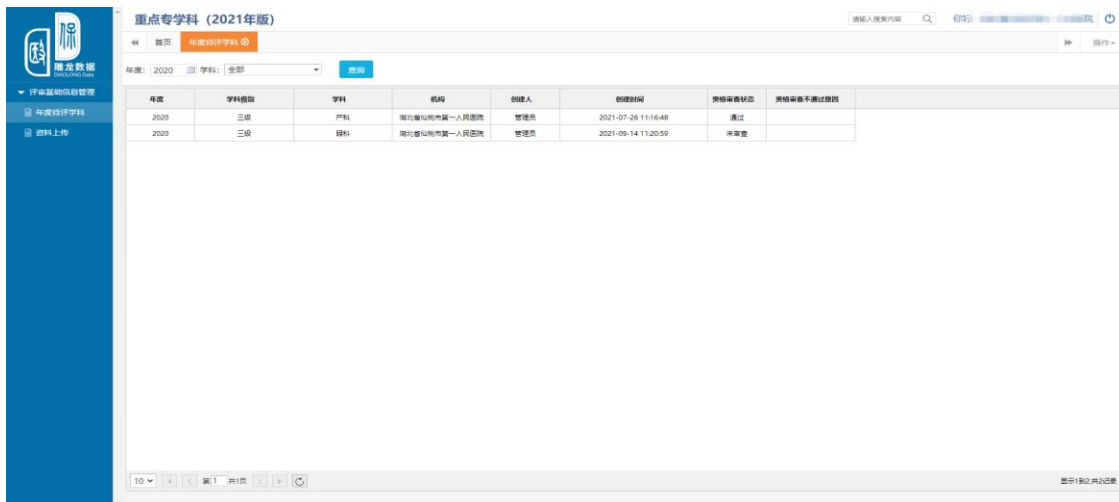 重点专学科（2021年版）
请输入搜索内容
你好
院
医保
雕龙数据
DIAOLONG Data
首页 年度待评学科
操作
年度： 2020 学科： 全部 查询
评审基础信息管理
年度待评学科
资料上传
年度 学科级别 学科 机构 创建人 创建时间 资格审查状态 资格审查不通过原因
2020 三级 产科 湖北省仙桃市第一人民医院 管理员 2021-07-26 11:16:48 通过
2020 三级 眼科 湖北省仙桃市第一人民医院 管理员 2021-09-14 11:20:59 未审查
10 第 1 共1页
显示1到2,共2记录